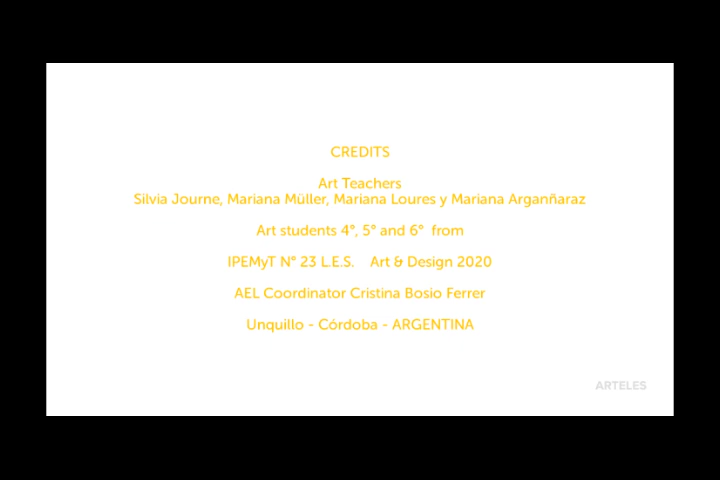 CREDITS
Art Teachers
Silvia Journe, Mariana Müller, Mariana Loures y Mariana Arganñaraz
Art students 4°, 5° and 6° from
IPEMyT N° 23 L.E.S. Art & Design 2020
AEL Coordinator Cristina Bosio Ferrer
Unquillo - Córdoba - ARGENTINA
ARTELES